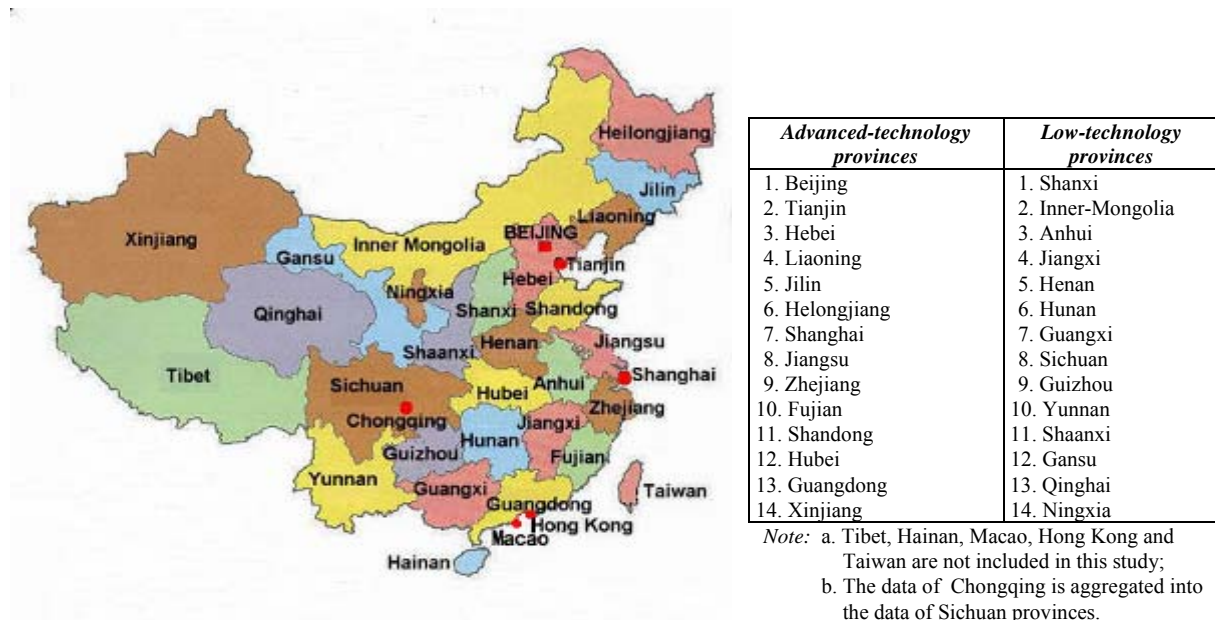 Heilongjiang
Jilin
Liaoning
Xinjiang
Inner Mongolia
BEIJING
Gansu
Tianjin
Hebei
Ningxia
Qinghai
Shanxi Shandong
Shaanxi
Henan
Jiangsu
Tibet
Sichuan
Shanghai
Hubei
Anhui
Chongqing
Zhejiang
Hunan
Jiangxi
Guizhou
Fujian
Yunnan
Guangxi
Guangdong
Taiwan
Hong Kong
Macao
Hainan
Advanced-technology
provinces
1. Beijing
2. Tianjin
3. Hebei
4. Liaoning
5. Jilin
6. Helongjiang
7. Shanghai
8. Jiangsu
9. Zhejiang
10. Fujian
11. Shandong
12. Hubei
13. Guangdong
14. Xinjiang
Low-technology
provinces
1. Shanxi
2. Inner-Mongolia
3. Anhui
4. Jiangxi
5. Henan
6. Hunan
7. Guangxi
8. Sichuan
9. Guizhou
10. Yunnan
11. Shaanxi
12. Gansu
13. Qinghai
14. Ningxia
Note: a. Tibet, Hainan, Macao, Hong Kong and
Taiwan are not included in this study;
b. The data of Chongqing is aggregated into
the data of Sichuan provinces.